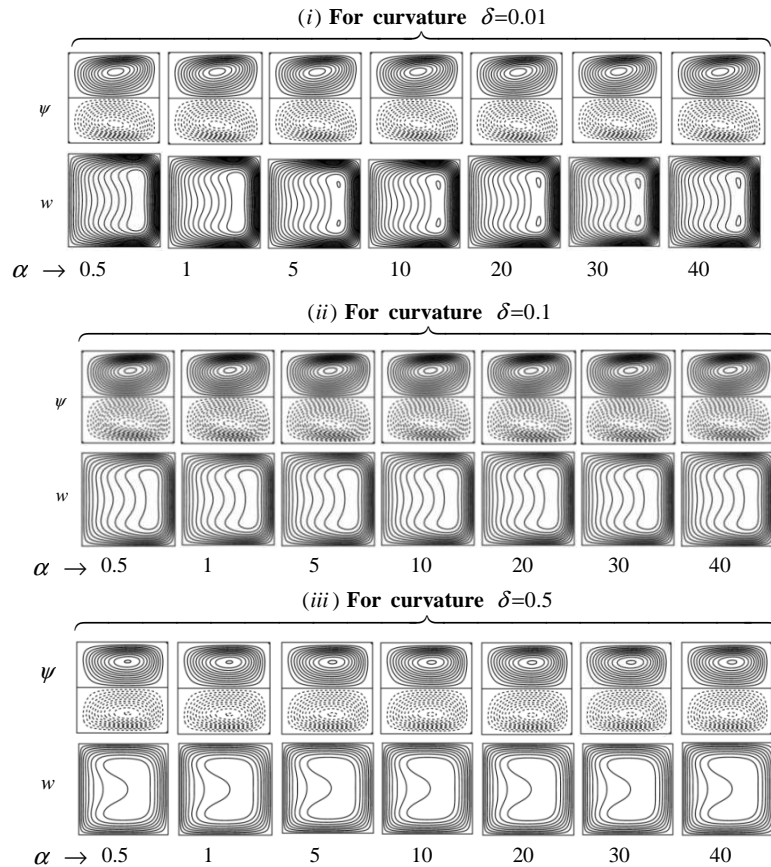 (i) For curvature δ=0.01
ψ
w
α → 0.5 1 5 10 20 30 40
(ii) For curvature δ=0.1
ψ
w
α → 0.5 1 5 10 20 30 40
(iii) For curvature δ=0.5
ψ
w
α → 0.5 1 5 10 20 30 40